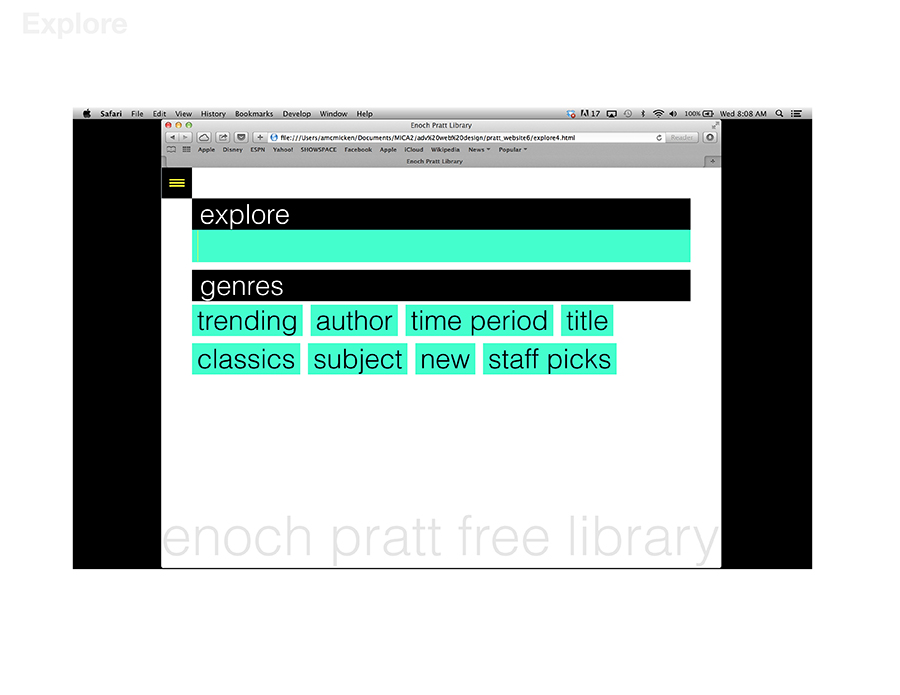 Explore
Safari File Edit View History Bookmarks Develop Window Help 17 100% Wed 8:08 AM
Enoch Pratt Library
file:///Users/amcmicken/Documents/MICA2/adv%20web%20design/pratt_website6/explore4.html Reader
Apple Disney ESPN Yahoo! SHOWSPACE Facebook Apple iCloud Wikipedia News Popular
Enoch Pratt Library
explore
genres
trending author time period title
classics subject new staff picks
enoch pratt free library